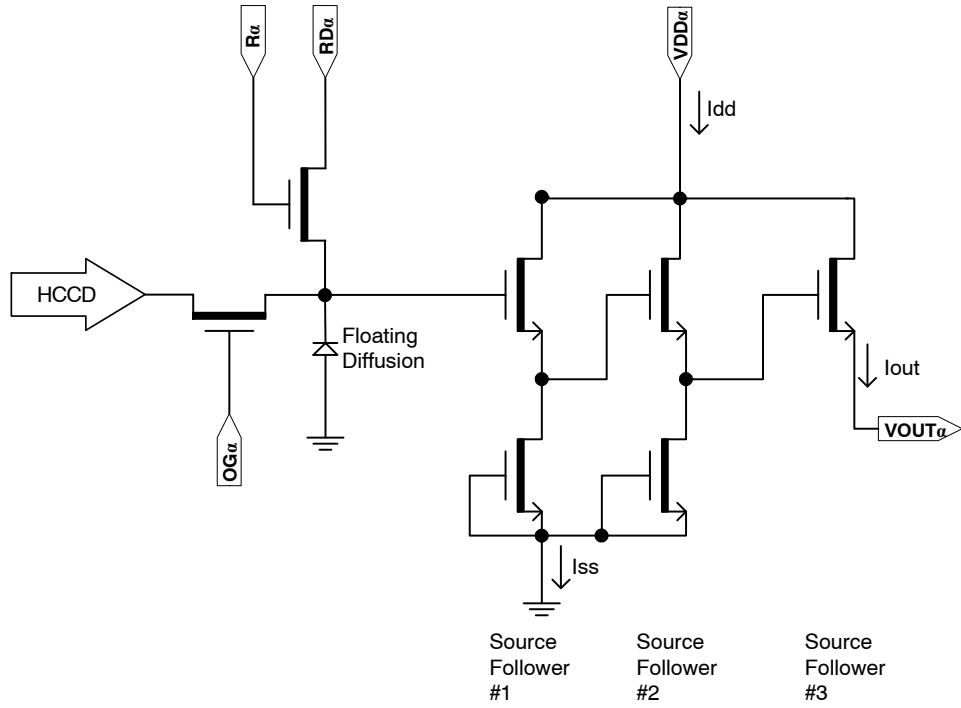 Rα
RDα
VDDα
Idd
HCCD
Floating
Diffusion
Iout
VOUTα
OGα
Iss
Source
Follower
#1
Source
Follower
#2
Source
Follower
#3